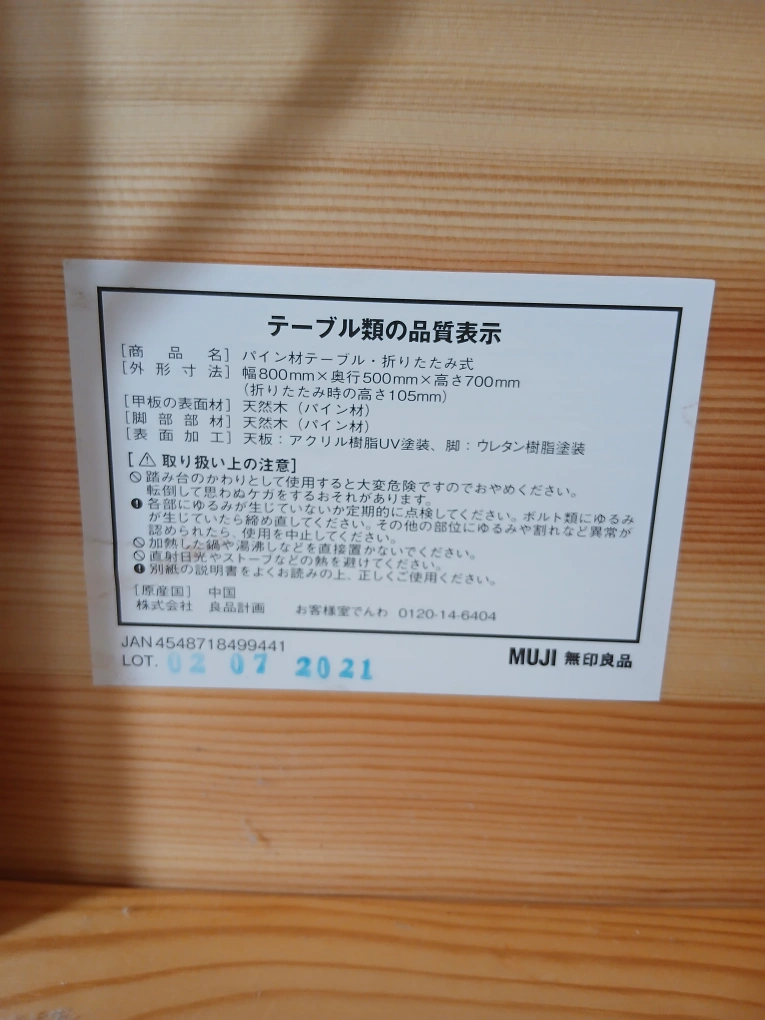 テーブル類の品質表示
[商品名] パイン材テーブル・折りたたみ式
[外形寸法] 幅800mm×奥行500mm×高さ700mm
(折りたたみ時の高さ105mm)
[甲板の表面材] 天然木（パイン材）
[脚部部材] 天然木（パイン材）
[表面加工] 天板：アクリル樹脂UV塗装、脚：ウレタン樹脂塗装
[⚠ 取り扱い上の注意]
踏み台のかわりとして使用すると大変危険ですのでおやめください。
転倒して思わぬケガをするおそれがあります。
各部にゆるみが生じていないか定期的に点検してください。ボルト類にゆるみ
が生じていたら締め直してください。その他の部位にゆるみや割れなど異常が
認められたら、使用を中止してください。
加熱した鍋や湯沸しなどを直接置かないでください。
直射日光やストーブなどの熱を避けてください。
別紙の説明書をよくお読みの上、正しくご使用ください。
[原産国] 中国
株式会社 良品計画 お客様室でんわ 0120-14-6404
JAN 4548718499441
LOT. 02 07 2021
MUJI 無印良品